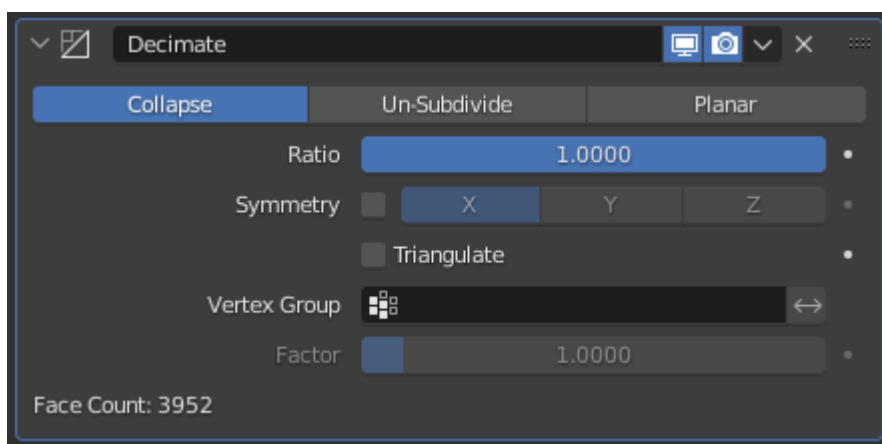 Decimate
Collapse Un-Subdivide Planar
Ratio 1.0000
Symmetry X Y Z
Triangulate
Vertex Group
Factor 1.0000
Face Count: 3952